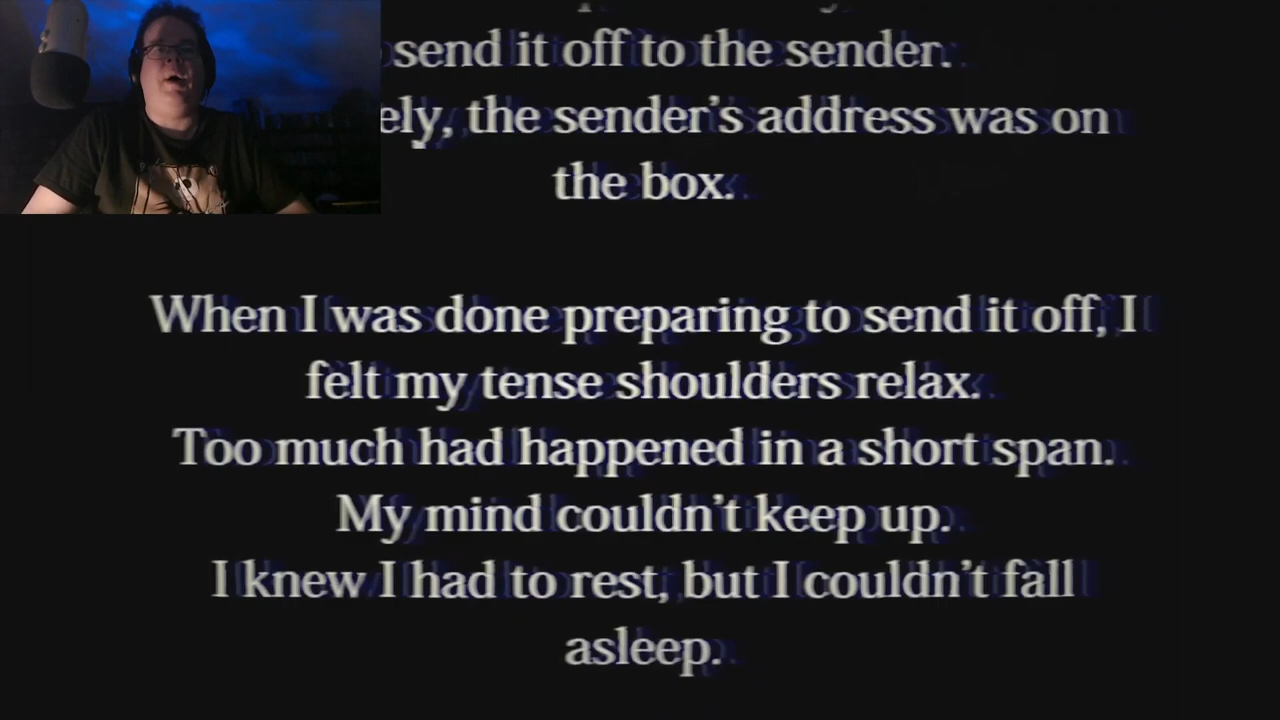 send it off to the sender.
ely, the sender's address was on
the box.
When I was done preparing to send it off, I
felt my tense shoulders relax.
Too much had happened in a short span.
My mind couldn't keep up.
I knew I had to rest, but I couldn't fall
asleep.